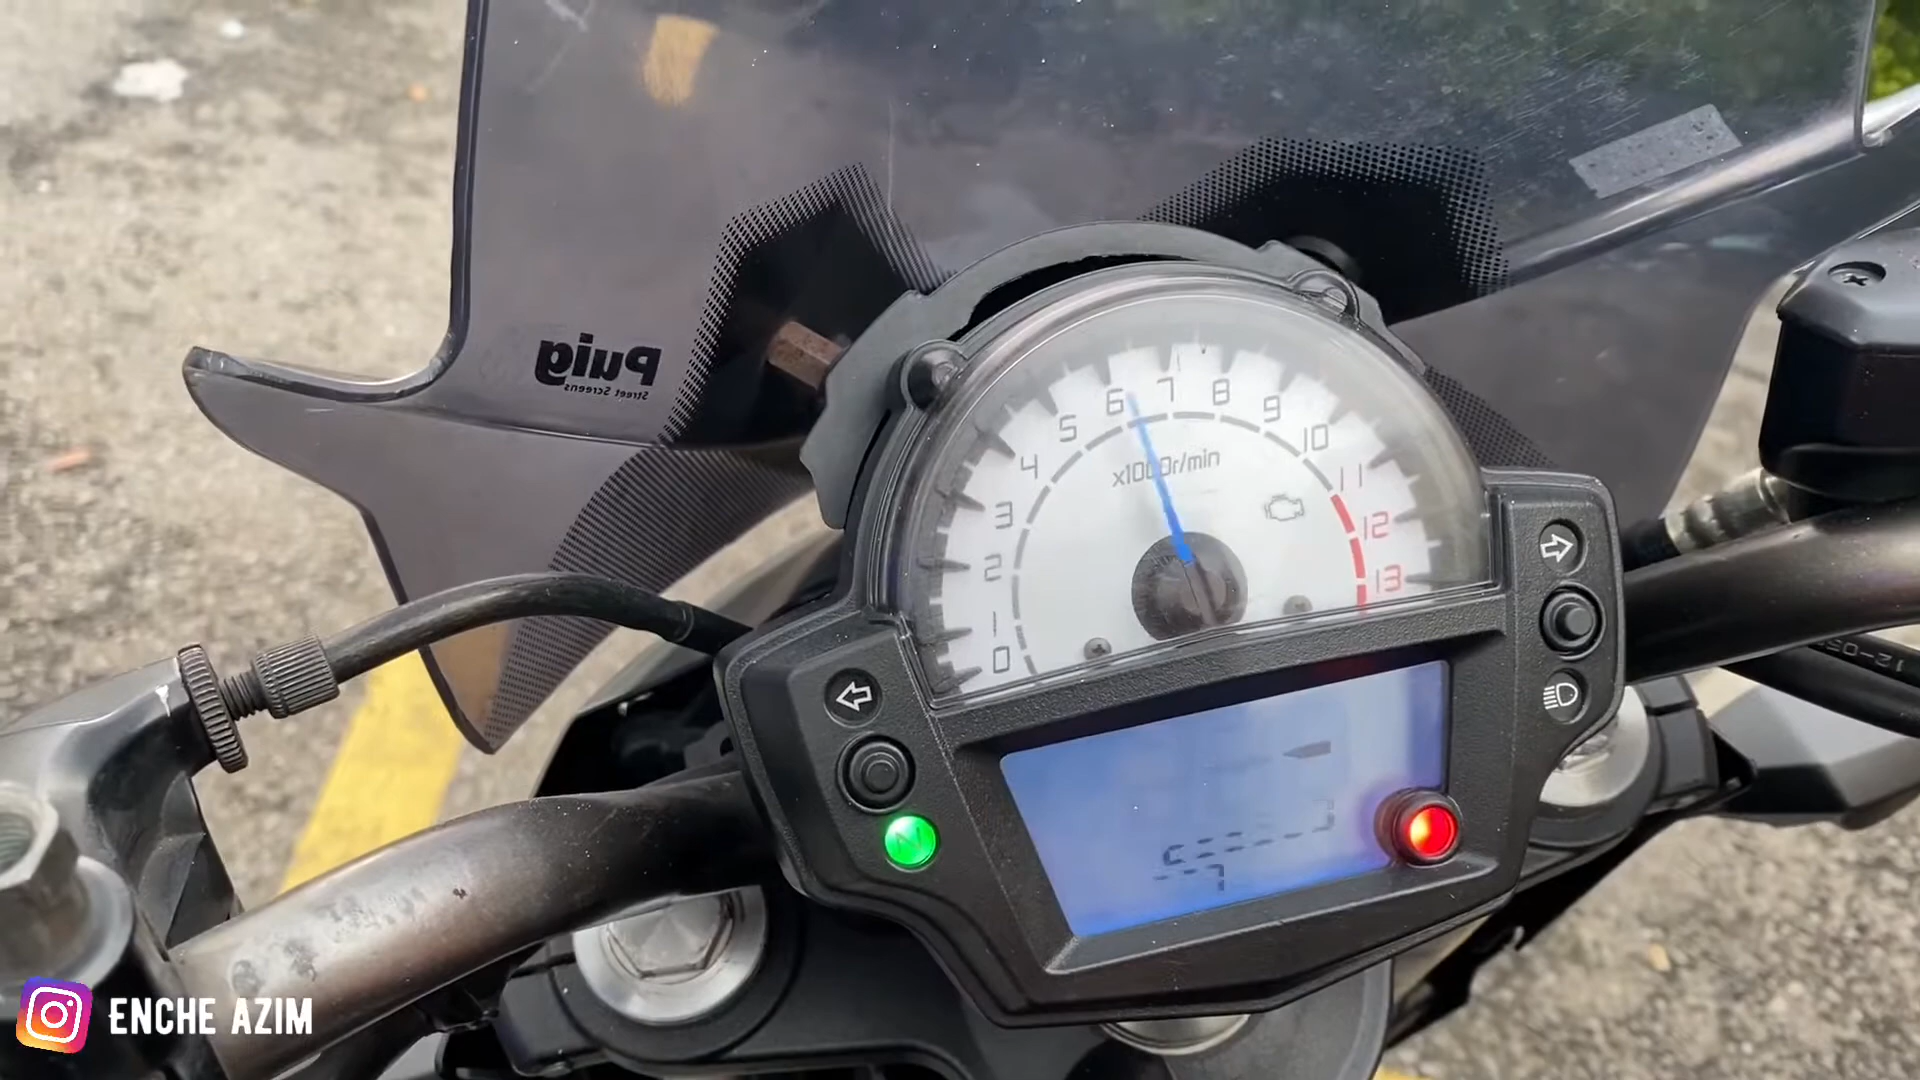 Puig
Street Screens
0 1 2 3 4 5 6 7 8 9 10 11 12 13
x1000r/min
N
ENCHE AZIM